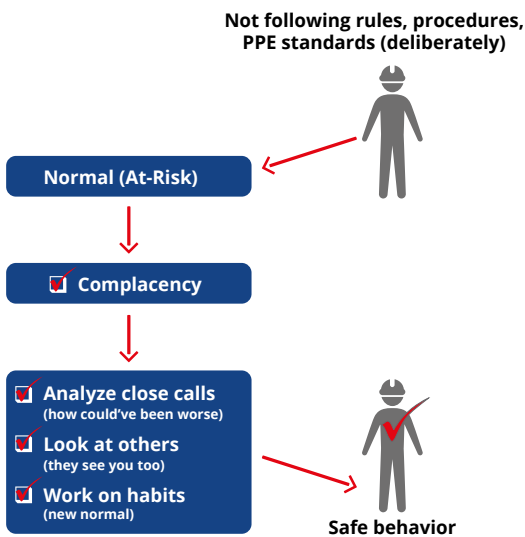 Not following rules, procedures,
PPE standards (deliberately)
Normal (At-Risk)
Complacency
Analyze close calls
(how could’ve been worse)
Look at others
(they see you too)
Work on habits
(new normal)
Safe behavior